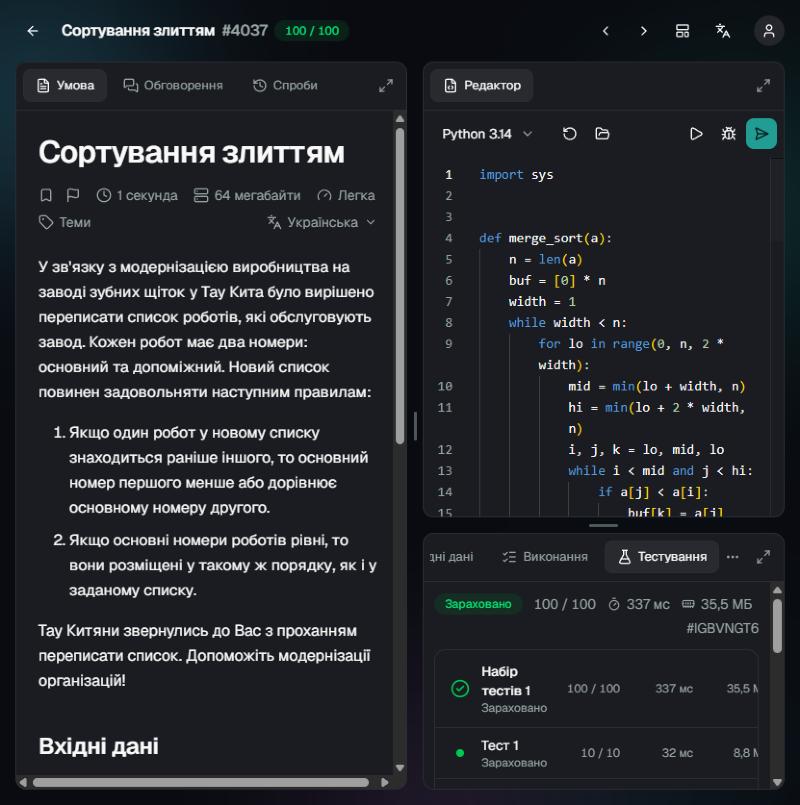 Сортування злиттям #4037 100 / 100
Умова Обговорення Спроби
Сортування злиттям
1 секунда 64 мегабайти Легка
Теми Українська
У зв'язку з модернізацією виробництва на
заводі зубних щіток у Тау Кита було вирішено
переписати список роботів, які обслуговують
завод. Кожен робот має два номери:
основний та допоміжний. Новий список
повинен задовольняти наступним правилам:
1. Якщо один робот у новому списку
знаходиться раніше іншого, то основний
номер першого менше або дорівнює
основному номеру другого.
2. Якщо основні номери роботів рівні, то
вони розміщені у такому ж порядку, як і у
заданому списку.
Тау Китяни звернулись до Вас з проханням
переписати список. Допоможіть модернізації
організацій!
Вхідні дані
Редактор
Python 3.14
1 import sys
2
3
4 def merge_sort(a):
5 n = len(a)
6 buf = [0] * n
7 width = 1
8 while width < n:
9 for lo in range(0, n, 2 *
width):
10 mid = min(lo + width, n)
11 hi = min(lo + 2 * width,
n)
12 i, j, k = lo, mid, lo
13 while i < mid and j < hi:
14 if a[j] < a[i]:
15 buf[k] = a[j]
дні дані Виконання Тестування
Зараховано 100 / 100 337 мс 35,5 МБ
#IGBVNGT6
Набір
тестів 1 100 / 100 337 мс 35,5
Зараховано
Тест 1 10 / 10 32 мс 8,8
Зараховано